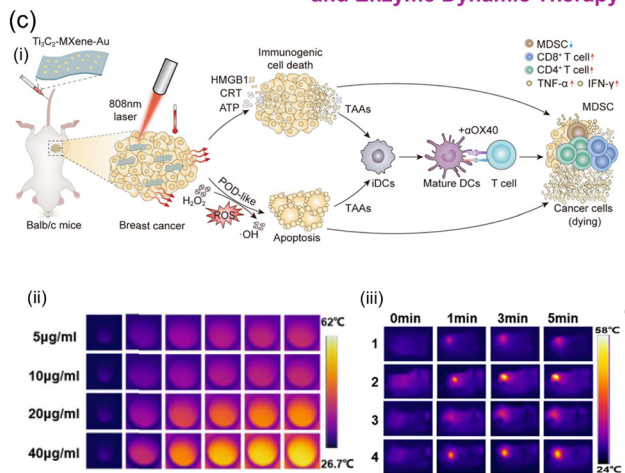 and Enzyme Dynamic Therapy
(c)
(i)
Ti₃C₂-MXene-Au
808nm
laser
Balb/c mice
Breast cancer
HMGB1
CRT
ATP
Immunogenic
cell death
TAAs
H₂O₂
POD-like
ROS
·OH
Apoptosis
TAAs
iDCs
+αOX40
Mature DCs
T cell
MDSC↓
CD8⁺ T cell↑
CD4⁺ T cell↑
TNF-α↑ IFN-γ↑
MDSC
Cancer cells
(dying)
(ii)
5μg/ml
10μg/ml
20μg/ml
40μg/ml
62℃
26.7℃
(iii)
0min 1min 3min 5min
1
2
3
4
58℃
24℃